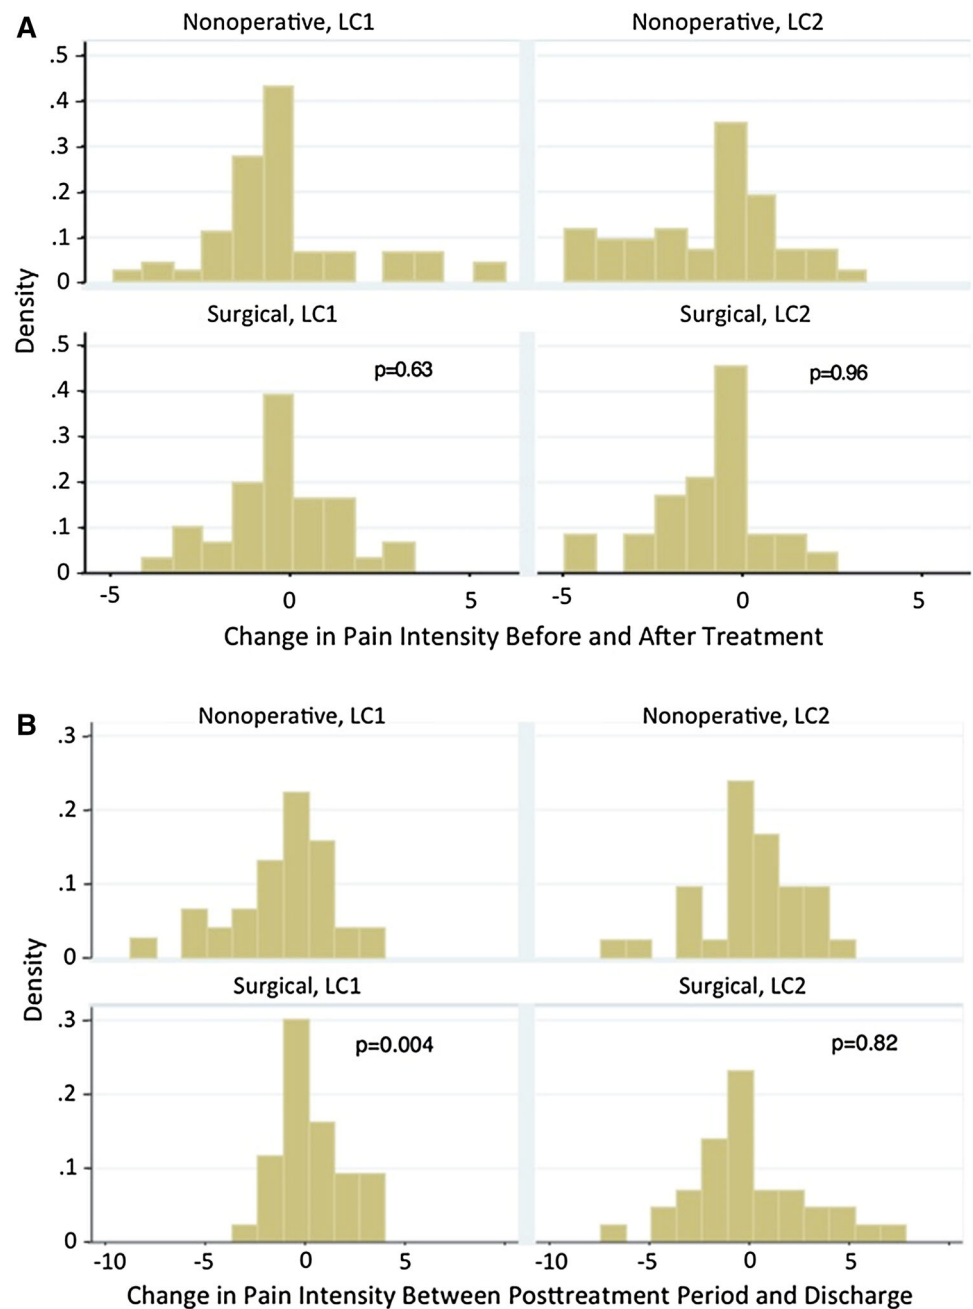 A
Nonoperative, LC1
Nonoperative, LC2
.5
.4
.3
.2
.1
0
Density
Surgical, LC1
Surgical, LC2
p=0.63
p=0.96
.5
.4
.3
.2
.1
0
-5 0 5 -5 0 5
Change in Pain Intensity Before and After Treatment
B
Nonoperative, LC1
Nonoperative, LC2
.3
.2
.1
0
Density
Surgical, LC1
Surgical, LC2
p=0.004
p=0.82
.3
.2
.1
0
-10 -5 0 5 -10 -5 0 5
Change in Pain Intensity Between Posttreatment Period and Discharge